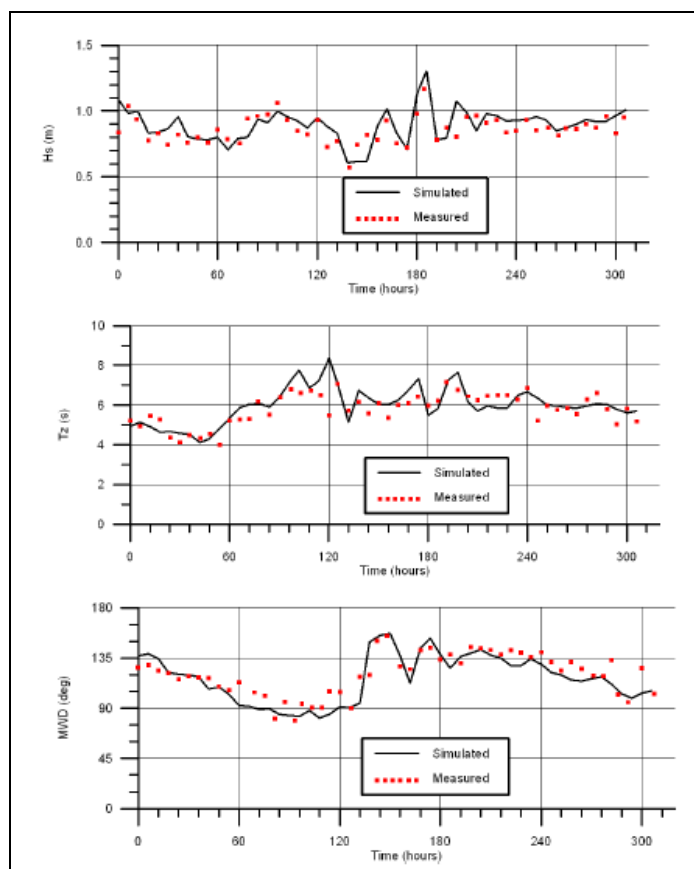 1.5
1.0
Hs (m)
0.5
Simulated
Measured
0.0
0 60 120 180 240 300
Time (hours)
10
8
6
Tz (s)
4
Simulated
2
Measured
0
0 60 120 180 240 300
Time (hours)
180
135
MWD (deg)
90
Simulated
45
Measured
0
0 60 120 180 240 300
Time (hours)